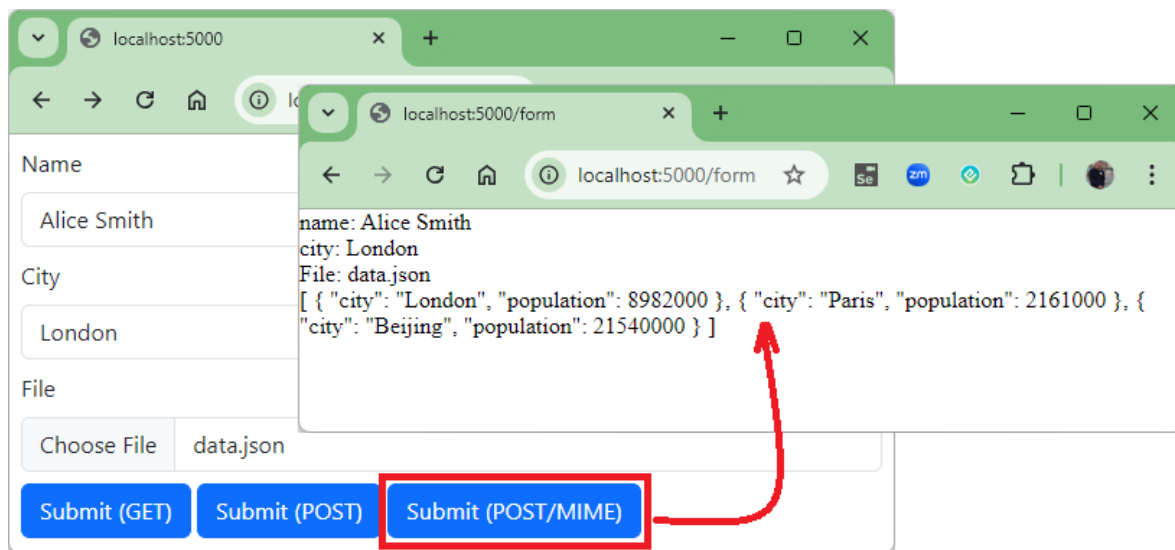 localhost:5000
localhost:5000/form
localhost:5000/form
Se
zm
Name
Alice Smith
City
London
File
Choose File data.json
Submit (GET) Submit (POST) Submit (POST/MIME)
name: Alice Smith
city: London
File: data.json
[ { "city": "London", "population": 8982000 }, { "city": "Paris", "population": 2161000 }, {
"city": "Beijing", "population": 21540000 } ]